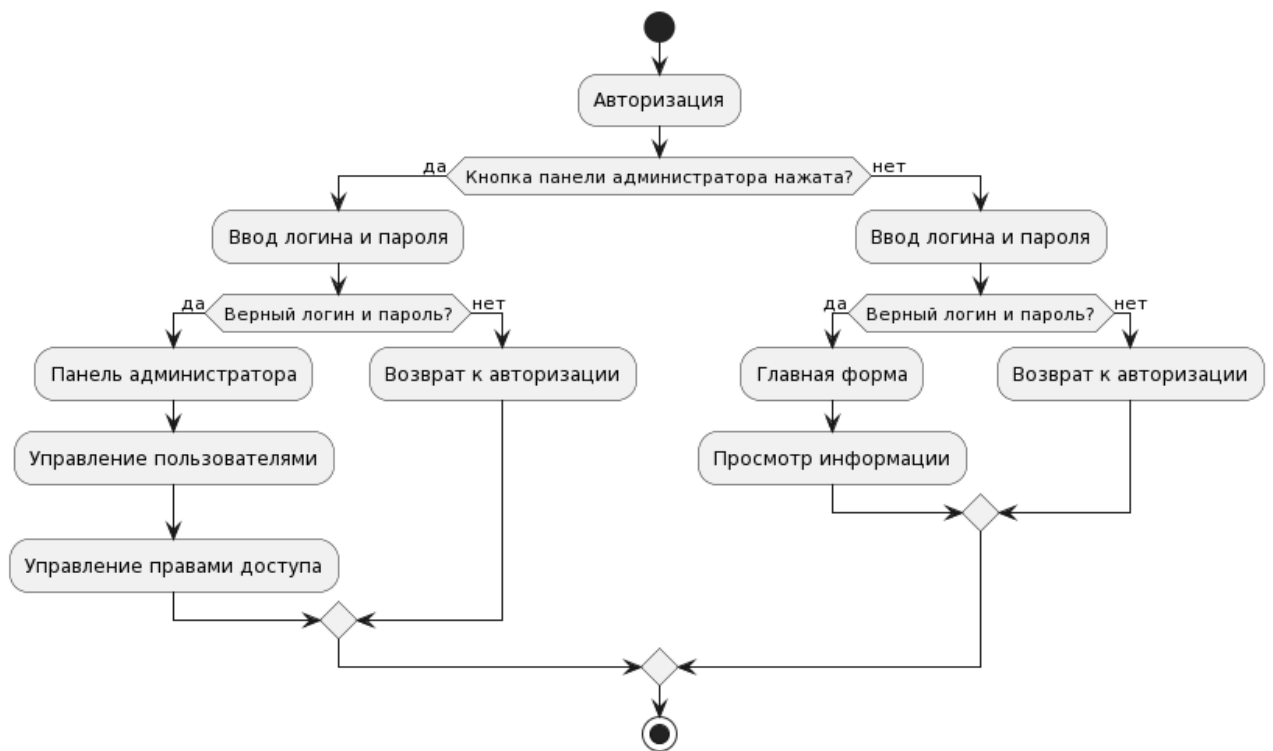 Авторизация
да
Кнопка панели администратора нажата?
нет
Ввод логина и пароля
Ввод логина и пароля
да
Верный логин и пароль?
нет
да
Верный логин и пароль?
нет
Панель администратора
Возврат к авторизации
Главная форма
Возврат к авторизации
Управление пользователями
Просмотр информации
Управление правами доступа